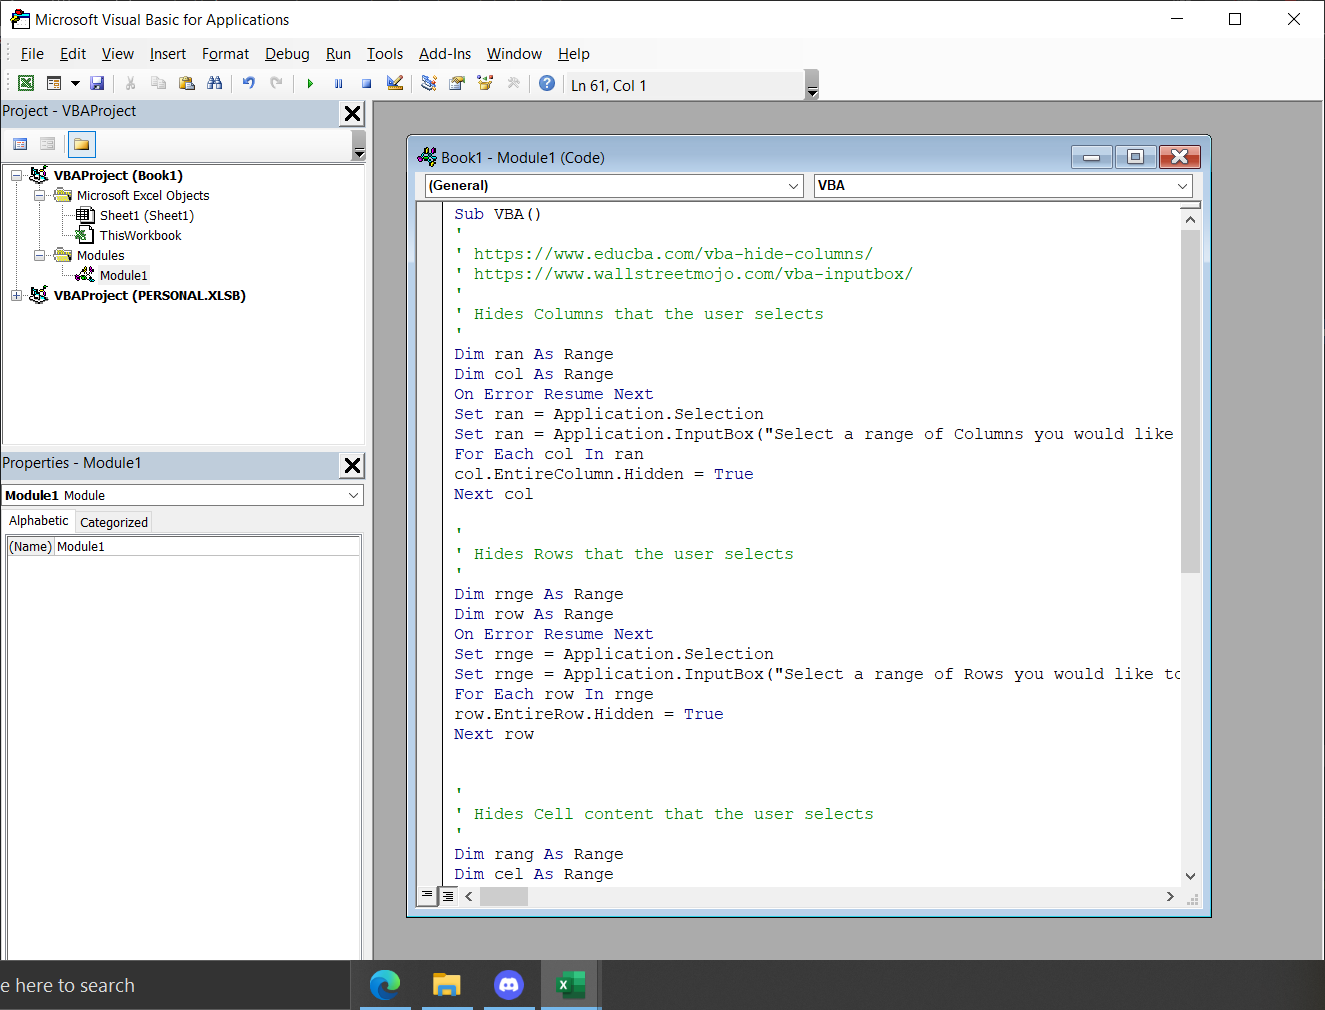 Microsoft Visual Basic for Applications
File Edit View Insert Format Debug Run Tools Add-Ins Window Help
Ln 61, Col 1
Project - VBAProject
VBAProject (Book1)
Microsoft Excel Objects
Sheet1 (Sheet1)
ThisWorkbook
Modules
Module1
VBAProject (PERSONAL.XLSB)
Properties - Module1
Module1 Module
Alphabetic Categorized
(Name) Module1
Book1 - Module1 (Code)
(General) VBA
Sub VBA()
'
' https://www.educba.com/vba-hide-columns/
' https://www.wallstreetmojo.com/vba-inputbox/
'
' Hides Columns that the user selects
'
Dim ran As Range
Dim col As Range
On Error Resume Next
Set ran = Application.Selection
Set ran = Application.InputBox("Select a range of Columns you would like
For Each col In ran
col.EntireColumn.Hidden = True
Next col
'
' Hides Rows that the user selects
'
Dim rnge As Range
Dim row As Range
On Error Resume Next
Set rnge = Application.Selection
Set rnge = Application.InputBox("Select a range of Rows you would like to
For Each row In rnge
row.EntireRow.Hidden = True
Next row
'
' Hides Cell content that the user selects
'
Dim rang As Range
Dim cel As Range
e here to search